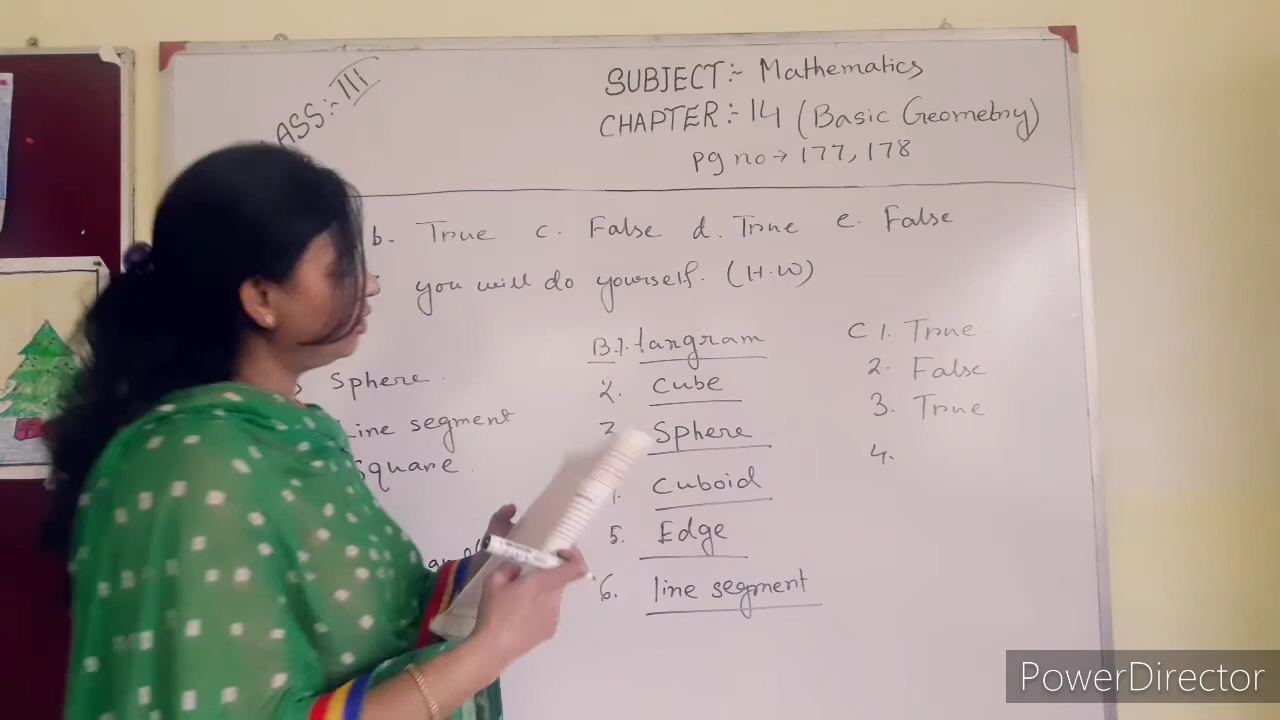 ASS:- III
SUBJECT:- Mathematics
CHAPTER:- 14 (Basic Geometry)
Pg no → 177, 178
b. True c. False d. True e. False
you will do yourself. (H.W)
Sphere.
Line segment
Square.
B.1. tangram
2. Cube
3. Sphere
4. Cuboid
5. Edge
6. line segment
C 1. True
2. False
3. True
4.
PowerDirector